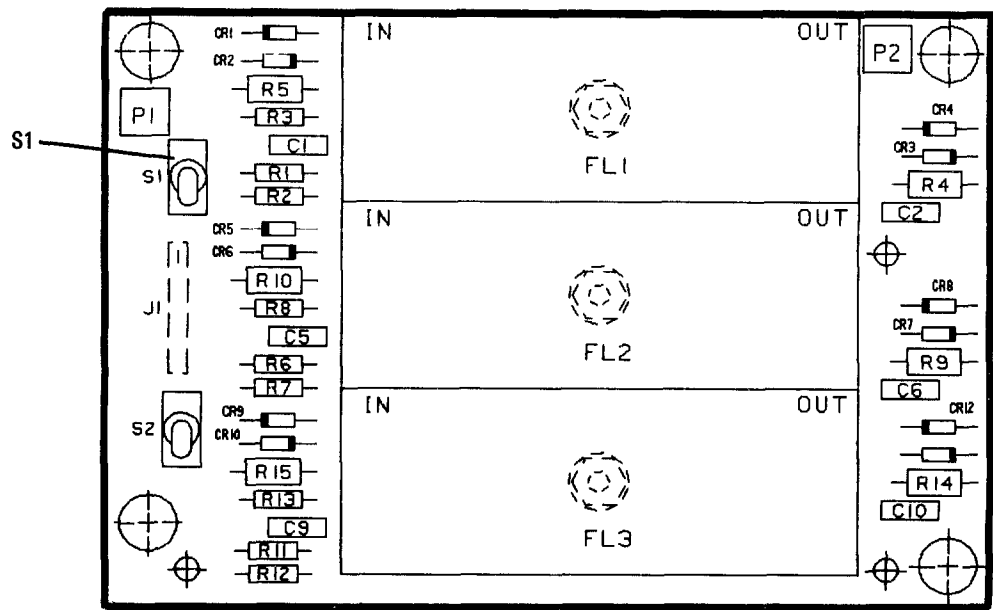 CR1
IN
OUT
P2
CR2
R5
P1
R3
CR4
S1
C1
CR3
S1
R1
FL1
R4
R2
C2
CR5
IN
OUT
CR6
1
R10
CR8
J1
R8
CR7
C5
FL2
R9
R6
R7
C6
IN
OUT
CR9
CR12
S2
CR10
R15
R14
R13
C10
C9
FL3
R11
R12